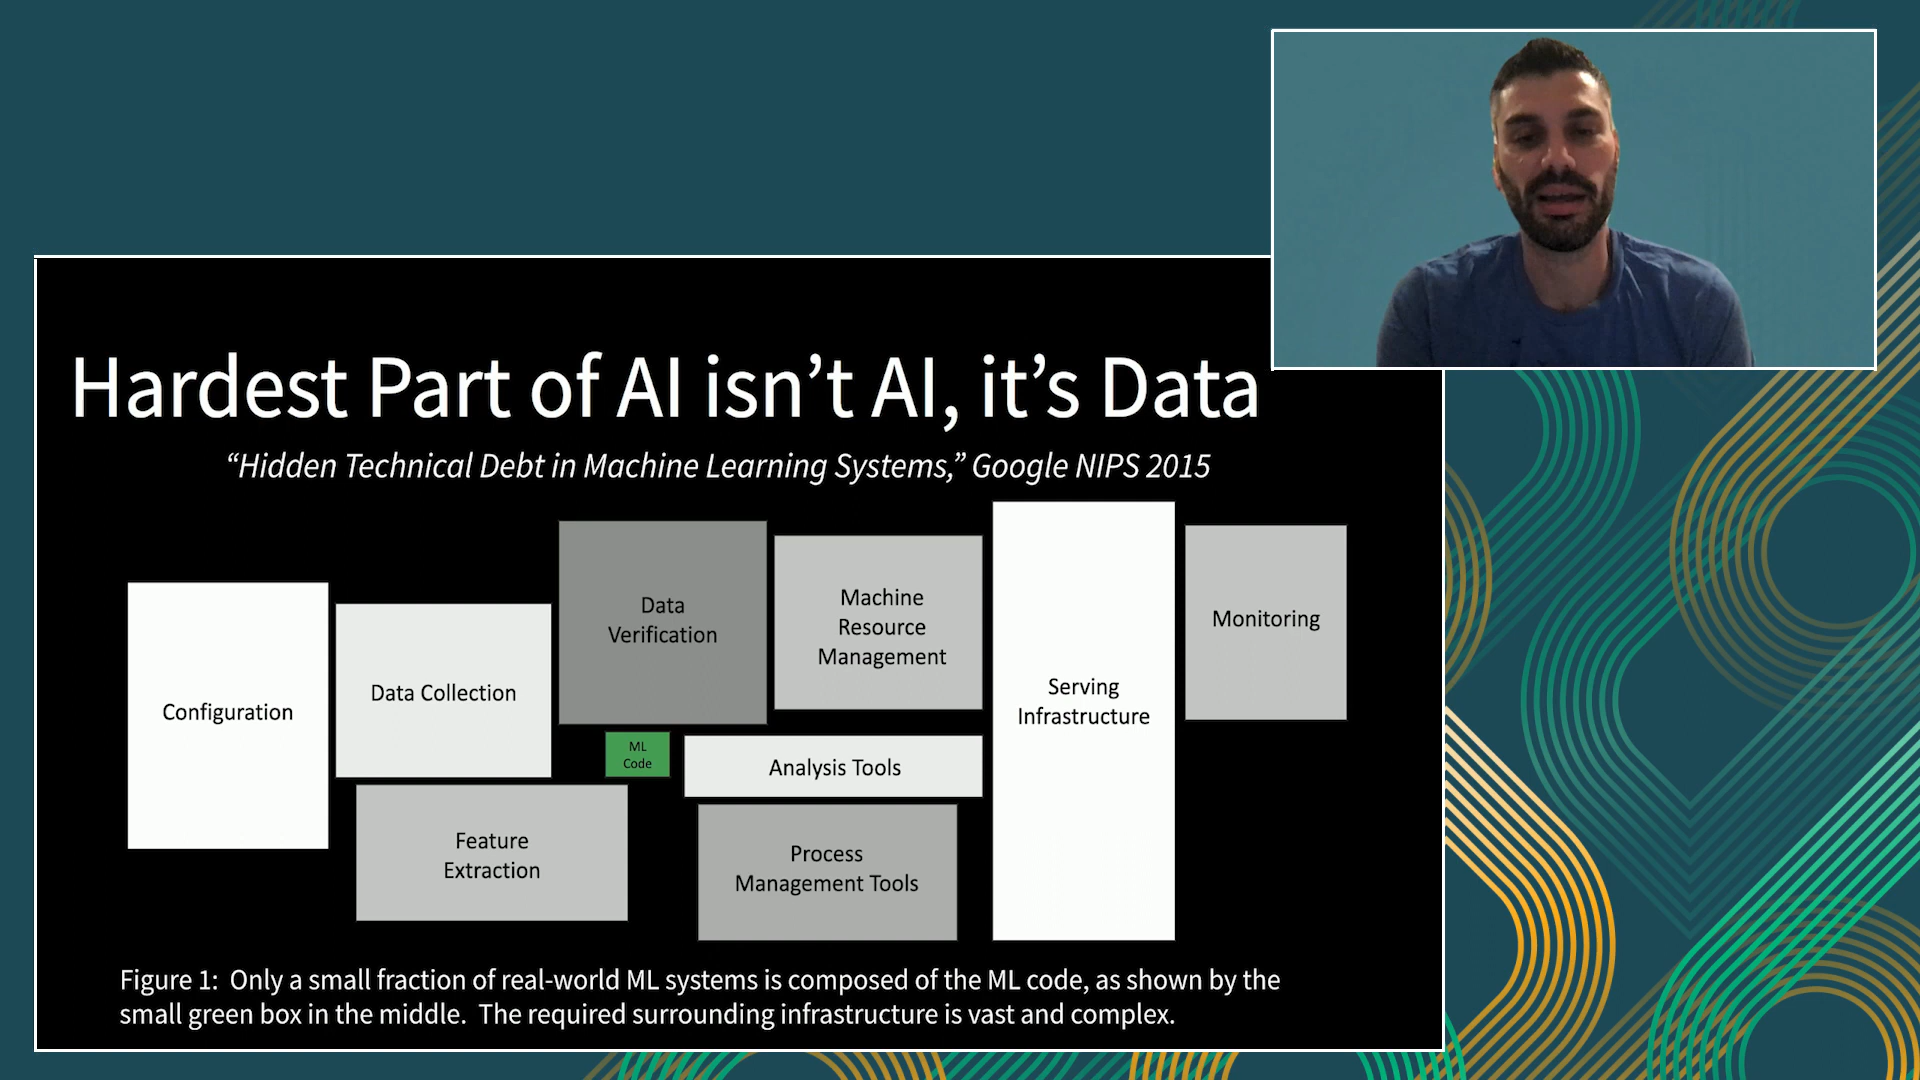 Hardest Part of AI isn’t AI, it’s Data
“Hidden Technical Debt in Machine Learning Systems,” Google NIPS 2015
Configuration
Data Collection
Data
Verification
Machine
Resource
Management
Serving
Infrastructure
Monitoring
ML
Code
Analysis Tools
Feature
Extraction
Process
Management Tools
Figure 1:  Only a small fraction of real-world ML systems is composed of the ML code, as shown by the
small green box in the middle.  The required surrounding infrastructure is vast and complex.